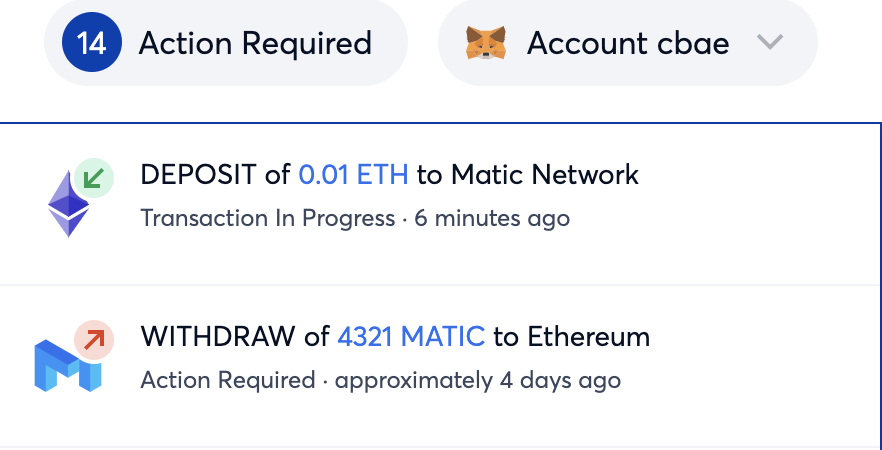 14 Action Required
Account cbae
DEPOSIT of 0.01 ETH to Matic Network
Transaction In Progress · 6 minutes ago
WITHDRAW of 4321 MATIC to Ethereum
Action Required · approximately 4 days ago